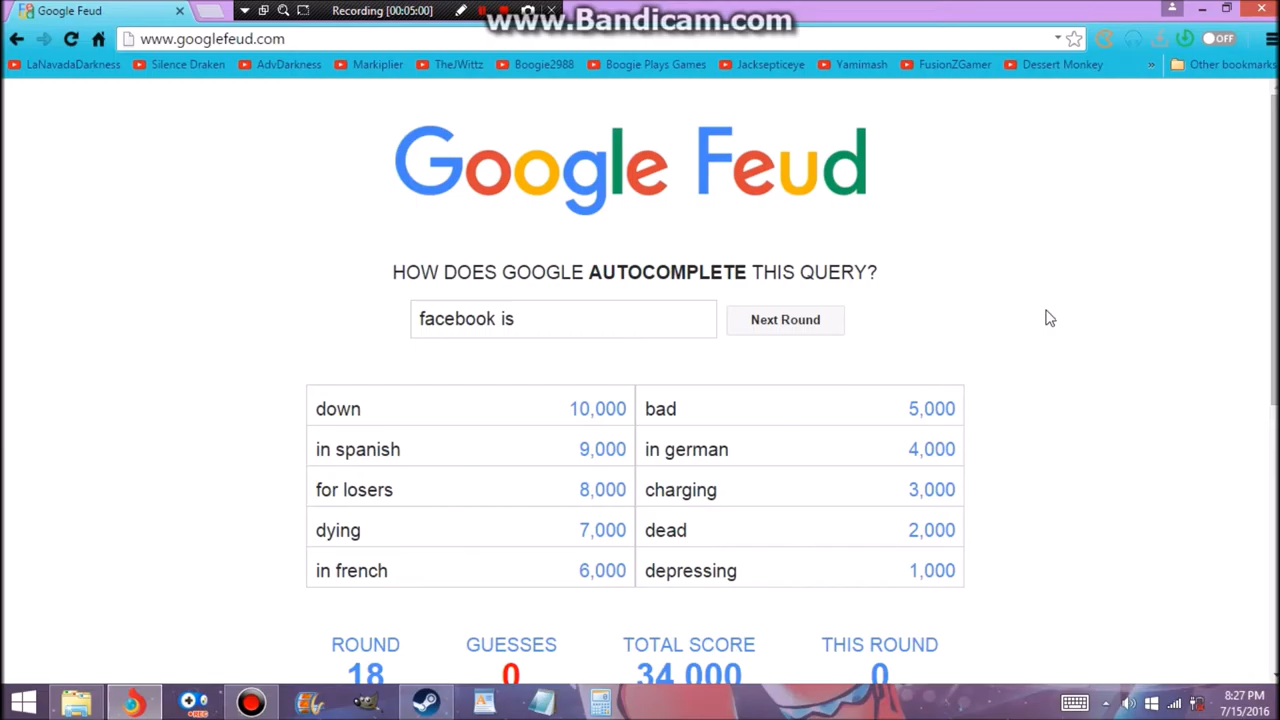 Google Feud
Recording [00:05:00]
www.Bandicam.com
www.googlefeud.com
OFF
LaNavadaDarkness Silence Draken AdvDarkness Markiplier TheJWittz Boogie2988 Boogie Plays Games Jacksepticeye Yamimash FusionZGamer Dessert Monkey » Other bookmarks
Google Feud
HOW DOES GOOGLE AUTOCOMPLETE THIS QUERY?
facebook is Next Round
down 10,000 bad 5,000
in spanish 9,000 in german 4,000
for losers 8,000 charging 3,000
dying 7,000 dead 2,000
in french 6,000 depressing 1,000
ROUND GUESSES TOTAL SCORE THIS ROUND
18 0 34,000 0
REC
8:27 PM
7/15/2016